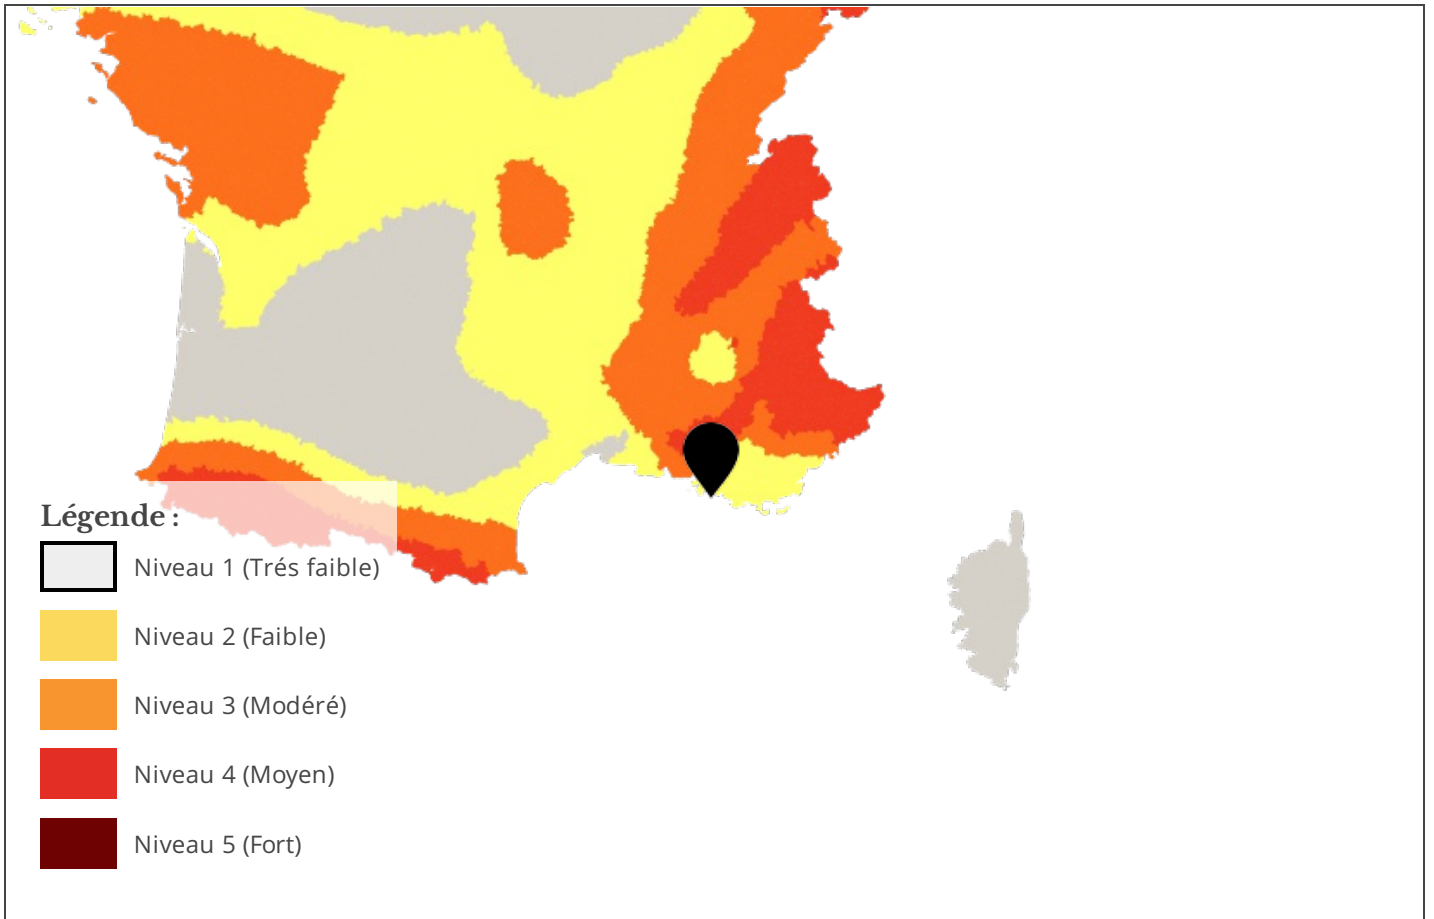 Légende :
Niveau 1 (Trés faible)
Niveau 2 (Faible)
Niveau 3 (Modéré)
Niveau 4 (Moyen)
Niveau 5 (Fort)